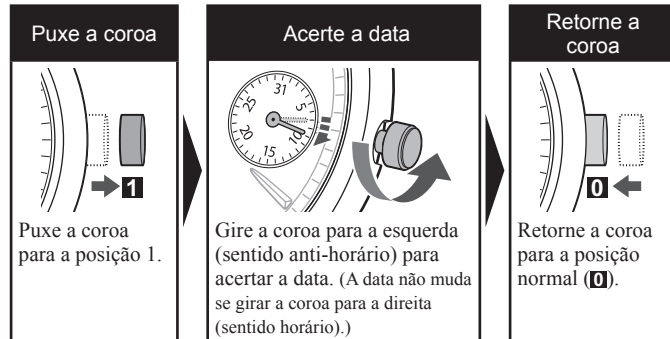 Puxe a coroa
1
Puxe a coroa
para a posição 1.
Acerte a data
31
5
10
15
20
25
Gire a coroa para a esquerda
(sentido anti-horário) para
acertar a data. (A data não muda
se girar a coroa para a direita
(sentido horário).)
Retorne a
coroa
0
Retorne a coroa
para a posição
normal (0).